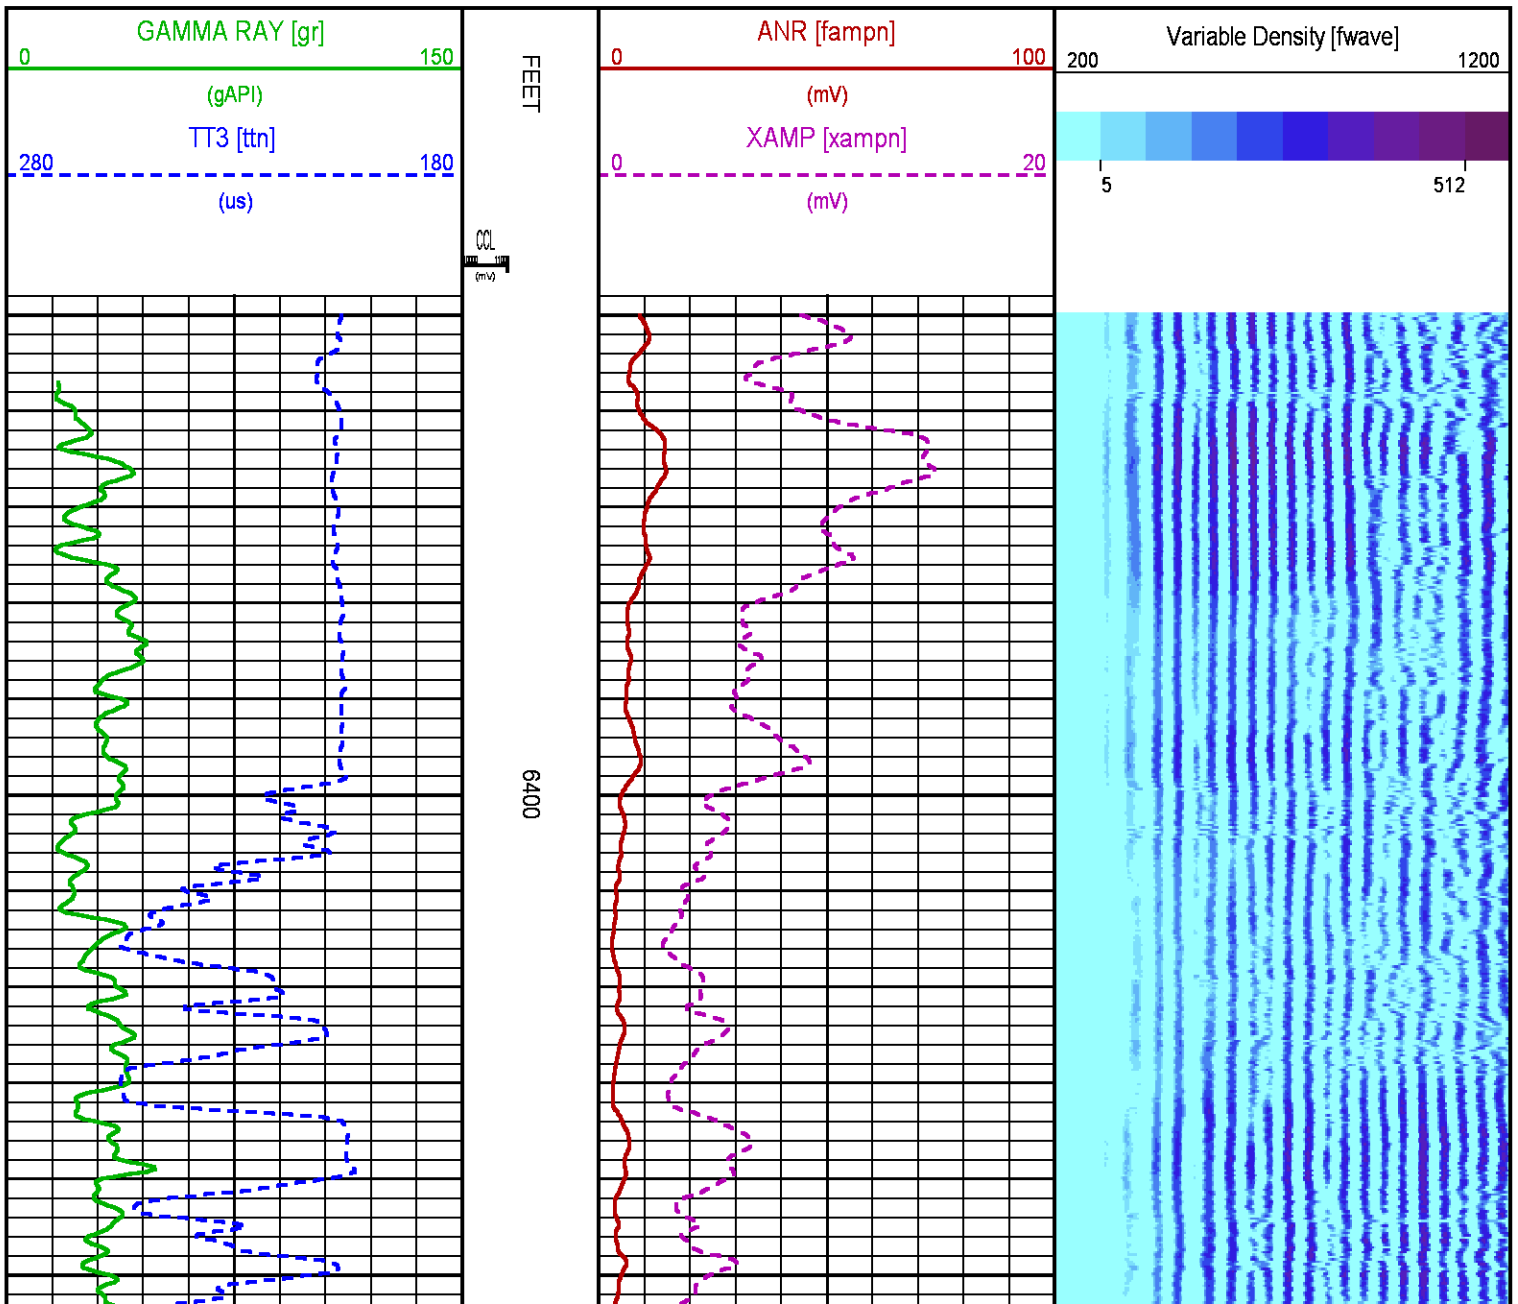 GAMMA RAY [gr]
0 150
(gAPI)
TT3 [ttn]
280 180
(us)
FEET
CCL
(mV)
6400
ANR [fampn]
0 100
(mV)
XAMP [xampn]
0 20
(mV)
Variable Density [fwave]
200 1200
5 512